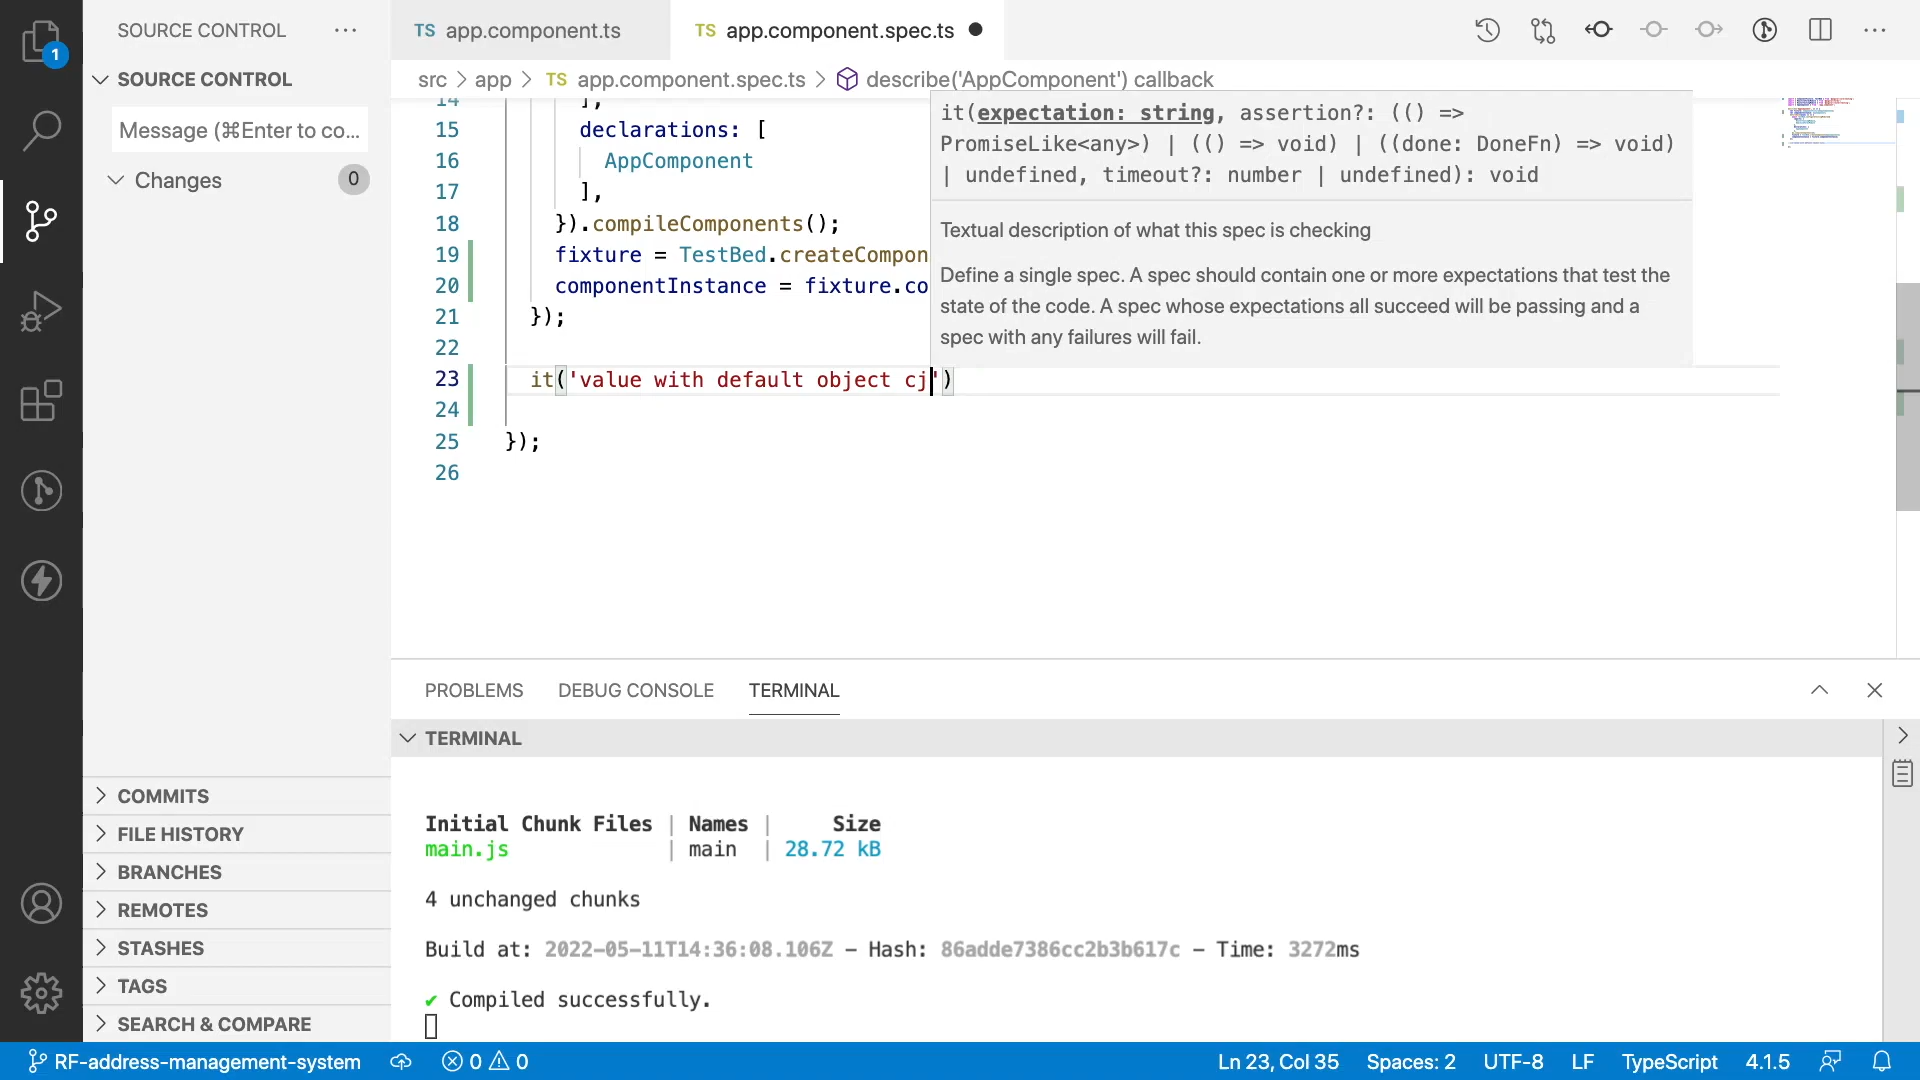 1
SOURCE CONTROL
SOURCE CONTROL
Message (⌘Enter to co...
Changes
0
COMMITS
FILE HISTORY
BRANCHES
REMOTES
STASHES
TAGS
SEARCH & COMPARE
TS app.component.ts
TS app.component.spec.ts
src > app > TS app.component.spec.ts > describe('AppComponent') callback
14 ],
15 declarations: [
16 AppComponent
17 ],
18 }).compileComponents();
19 fixture = TestBed.createCompon
20 componentInstance = fixture.co
21 });
22
23 it('value with default object cj')
24
25 });
26
it(expectation: string, assertion?: (() =>
PromiseLike<any>) | (() => void) | ((done: DoneFn) => void)
| undefined, timeout?: number | undefined): void
Textual description of what this spec is checking
Define a single spec. A spec should contain one or more expectations that test the
state of the code. A spec whose expectations all succeed will be passing and a
spec with any failures will fail.
PROBLEMS DEBUG CONSOLE TERMINAL
TERMINAL
Initial Chunk Files | Names | Size
main.js | main | 28.72 kB
4 unchanged chunks
Build at: 2022-05-11T14:36:08.106Z - Hash: 86adde7386cc2b3b617c - Time: 3272ms
✔ Compiled successfully.
RF-address-management-system 0 0 Ln 23, Col 35 Spaces: 2 UTF-8 LF TypeScript 4.1.5